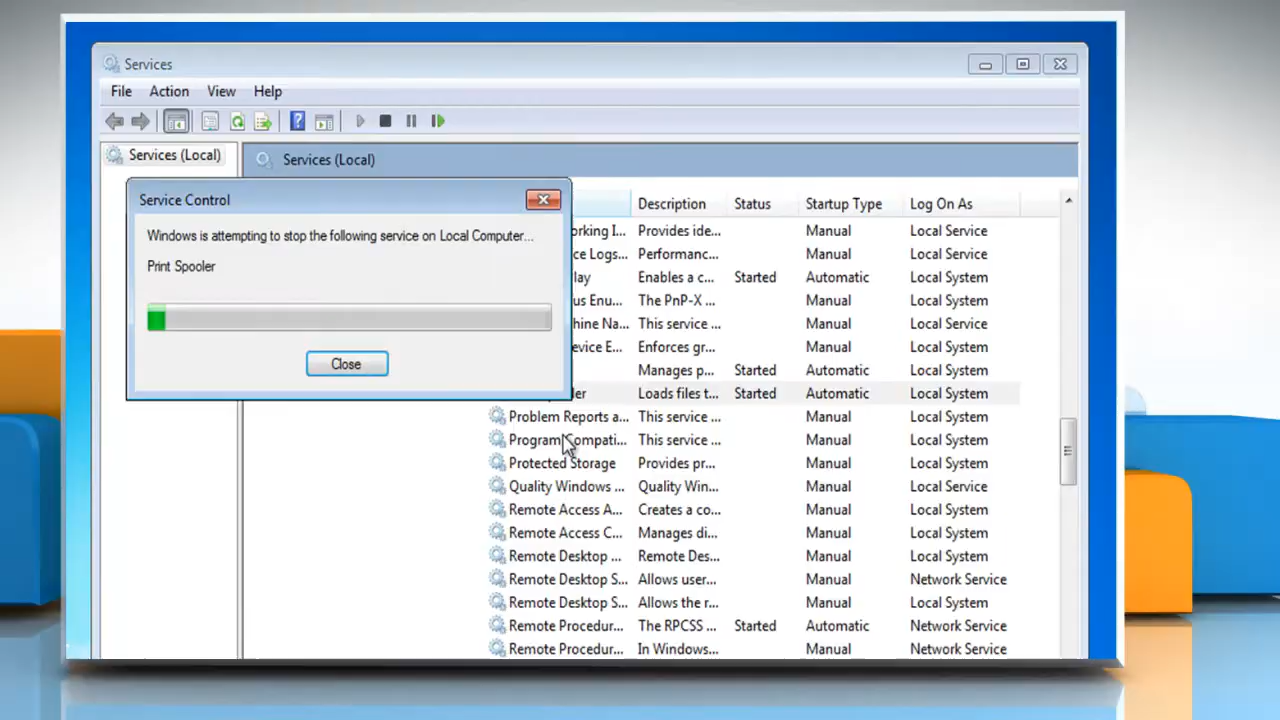 Services
File Action View Help
Services (Local)
Services (Local)
Service Control
Windows is attempting to stop the following service on Local Computer...
Print Spooler
Close
Description Status Startup Type Log On As
orking I... Provides ide... Manual Local Service
ce Logs... Performanc... Manual Local Service
lay Enables a c... Started Automatic Local System
us Enu... The PnP-X ... Manual Local System
hine Na... This service ... Manual Local Service
evice E... Enforces gr... Manual Local System
Manages p... Started Automatic Local System
ler Loads files t... Started Automatic Local System
Problem Reports a... This service ... Manual Local System
Program Compati... This service ... Manual Local System
Protected Storage Provides pr... Manual Local System
Quality Windows ... Quality Win... Manual Local Service
Remote Access A... Creates a co... Manual Local System
Remote Access C... Manages di... Manual Local System
Remote Desktop ... Remote Des... Manual Local System
Remote Desktop S... Allows user... Manual Network Service
Remote Desktop S... Allows the r... Manual Local System
Remote Procedur... The RPCSS ... Started Automatic Network Service
Remote Procedur... In Windows... Manual Network Service